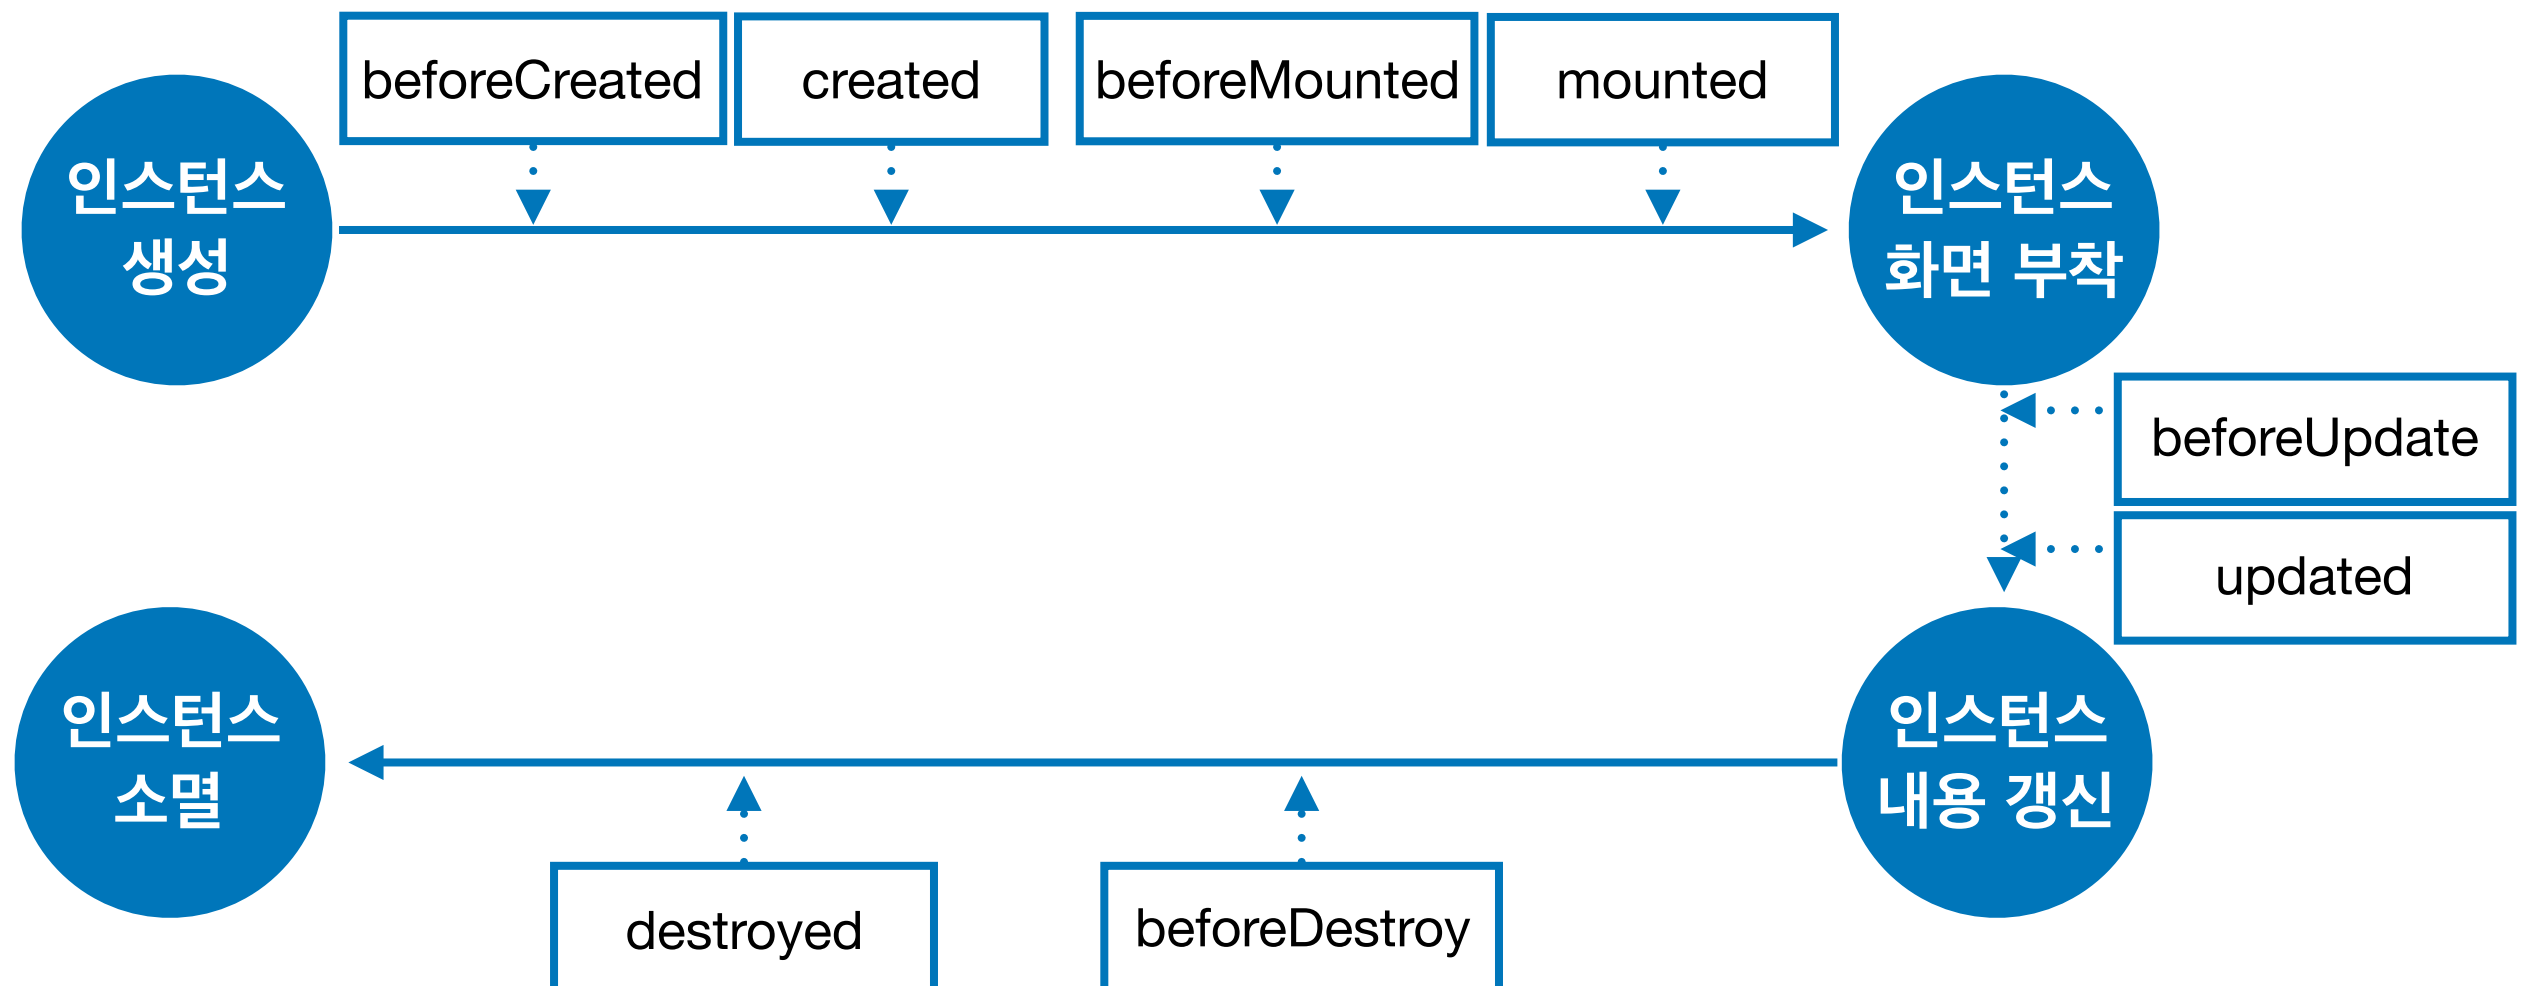 beforeCreated
created
beforeMounted
mounted
인스턴스
생성
인스턴스
화면 부착
beforeUpdate
updated
인스턴스
내용 갱신
인스턴스
소멸
beforeDestroy
destroyed